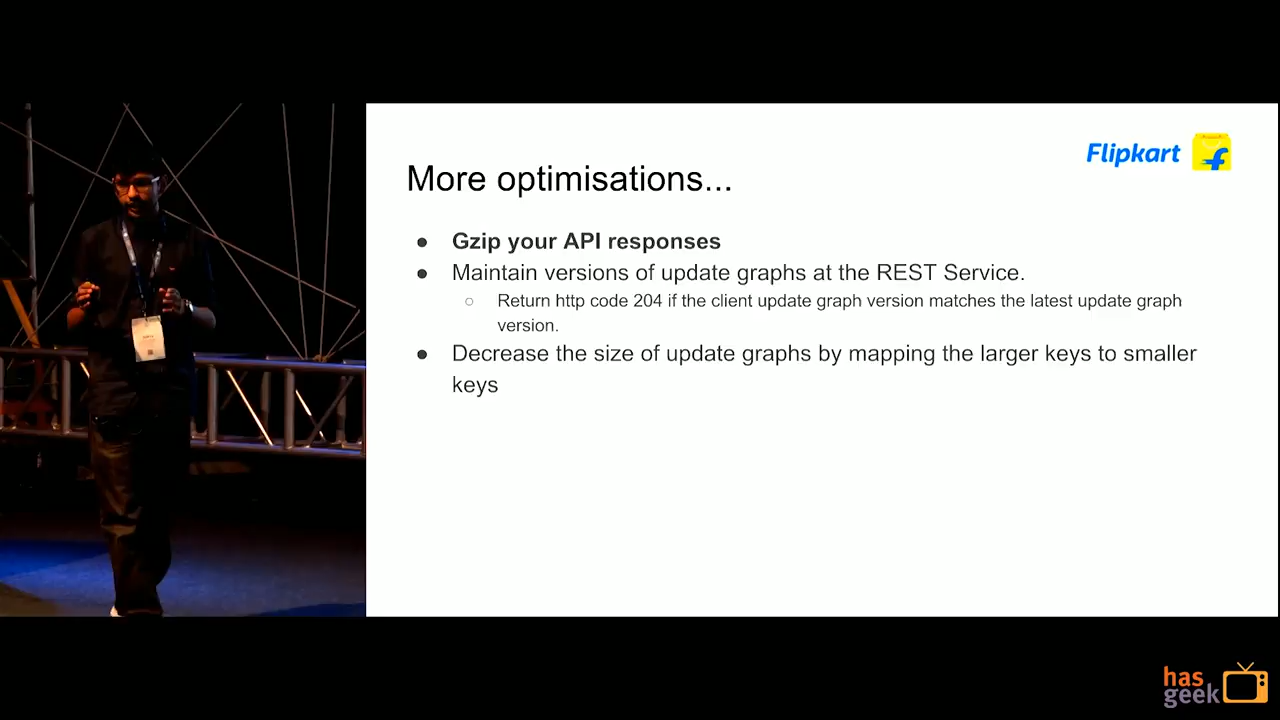 Flipkart
More optimisations...
● Gzip your API responses
● Maintain versions of update graphs at the REST Service.
○ Return http code 204 if the client update graph version matches the latest update graph
version.
● Decrease the size of update graphs by mapping the larger keys to smaller
keys
has
geek